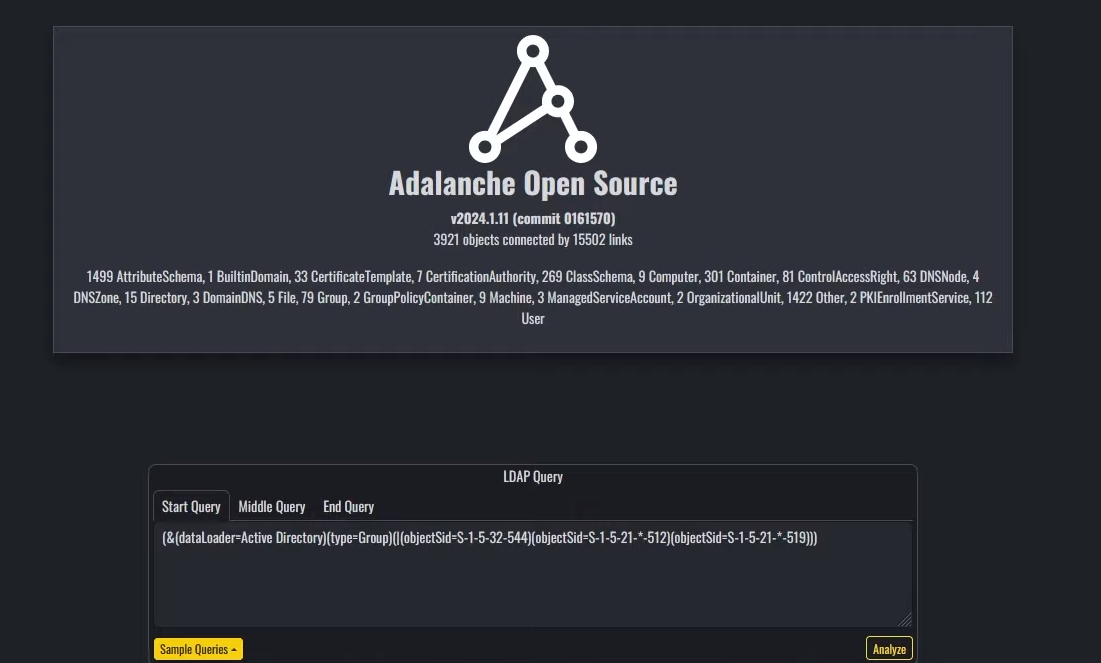 Adalanche Open Source
v2024.1.11 (commit 0161570)
3921 objects connected by 15502 links
1499 AttributeSchema, 1 BuiltinDomain, 33 CertificateTemplate, 7 CertificationAuthority, 269 ClassSchema, 9 Computer, 301 Container, 81 ControlAccessRight, 63 DNSNode, 4
DNSZone, 15 Directory, 3 DomainDNS, 5 File, 79 Group, 2 GroupPolicyContainer, 9 Machine, 3 ManagedServiceAccount, 2 OrganizationalUnit, 1422 Other, 2 PKIEnrollmentService, 112
User
LDAP Query
Start Query Middle Query End Query
(&(dataLoader=Active Directory)(type=Group)(|(objectSid=S-1-5-32-544)(objectSid=S-1-5-21-*-512)(objectSid=S-1-5-21-*-519)))
Sample Queries Analyze